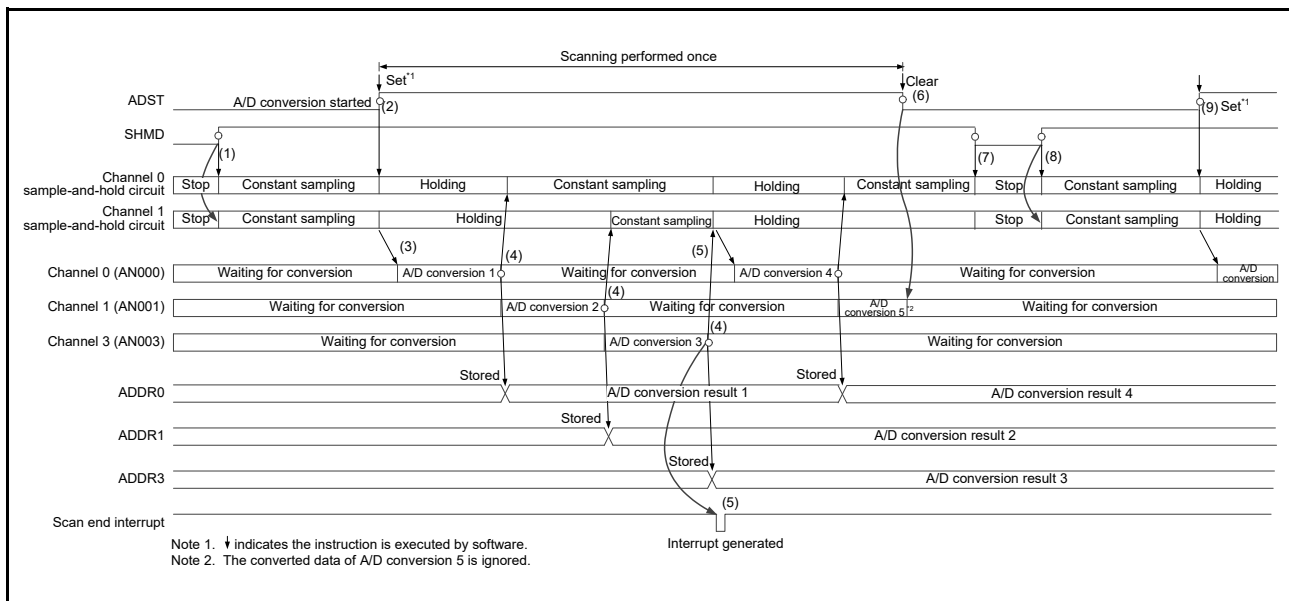 Scanning performed once
Set*1
Clear
ADST
A/D conversion started
(2)
(6)
(9) Set*1
SHMD
(1)
(7)
(8)
Channel 0
sample-and-hold circuit
Stop
Constant sampling
Holding
Constant sampling
Holding
Constant sampling
Stop
Constant sampling
Holding
Channel 1
sample-and-hold circuit
Stop
Constant sampling
Holding
Constant sampling
Holding
Stop
Constant sampling
Holding
(3)
(4)
(5)
Channel 0 (AN000)
Waiting for conversion
A/D conversion 1
Waiting for conversion
A/D conversion 4
Waiting for conversion
A/D
conversion
(4)
Channel 1 (AN001)
Waiting for conversion
A/D conversion 2
Waiting for conversion
A/D
conversion 5*2
Waiting for conversion
(4)
Channel 3 (AN003)
Waiting for conversion
A/D conversion 3
Waiting for conversion
Stored
Stored
ADDR0
A/D conversion result 1
A/D conversion result 4
Stored
ADDR1
A/D conversion result 2
Stored
ADDR3
A/D conversion result 3
(5)
Scan end interrupt
Interrupt generated
Note 1. ↓ indicates the instruction is executed by software.
Note 2. The converted data of A/D conversion 5 is ignored.